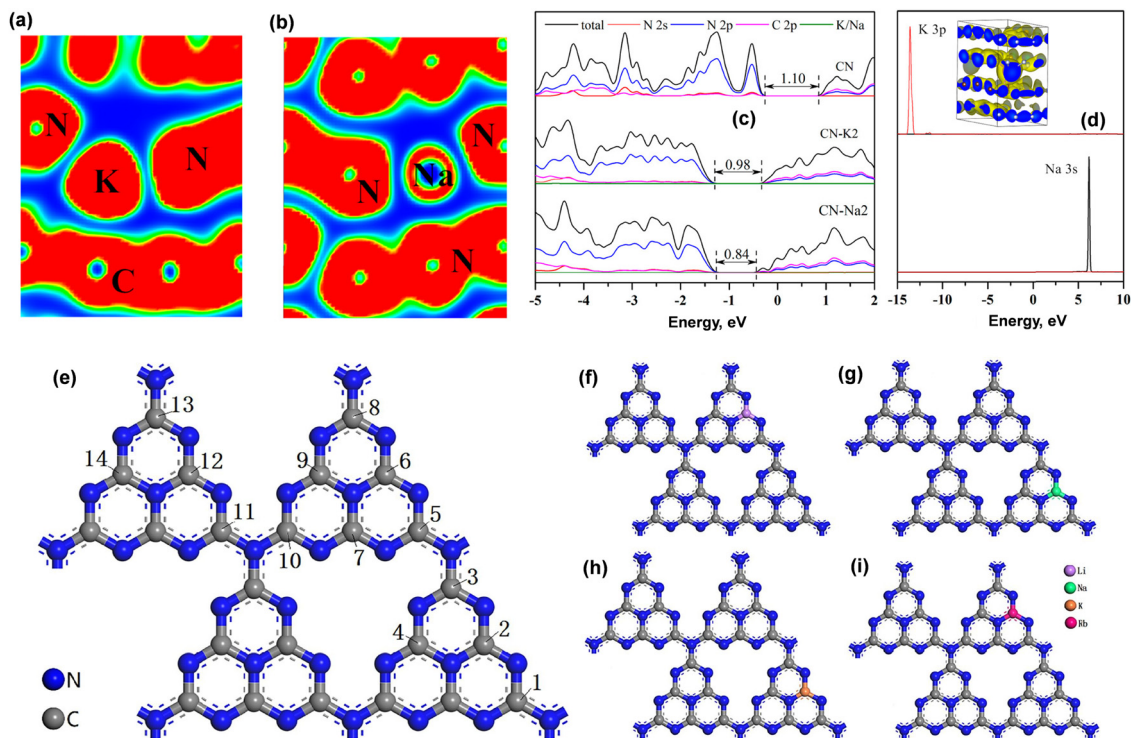 (a)
N
N
K
C
(b)
N
Na
N
N
total N 2s N 2p C 2p K/Na
CN
1.10
(c)
CN-K2
0.98
CN-Na2
0.84
-5 -4 -3 -2 -1 0 1 2
Energy, eV
K 3p
(d)
Na 3s
-15 -10 -5 0 5 10
Energy, eV
(e)
13
8
14
12
9
6
11
5
10
7
3
4
2
1
N
C
(f)
(g)
(h)
(i)
Li
Na
K
Rb